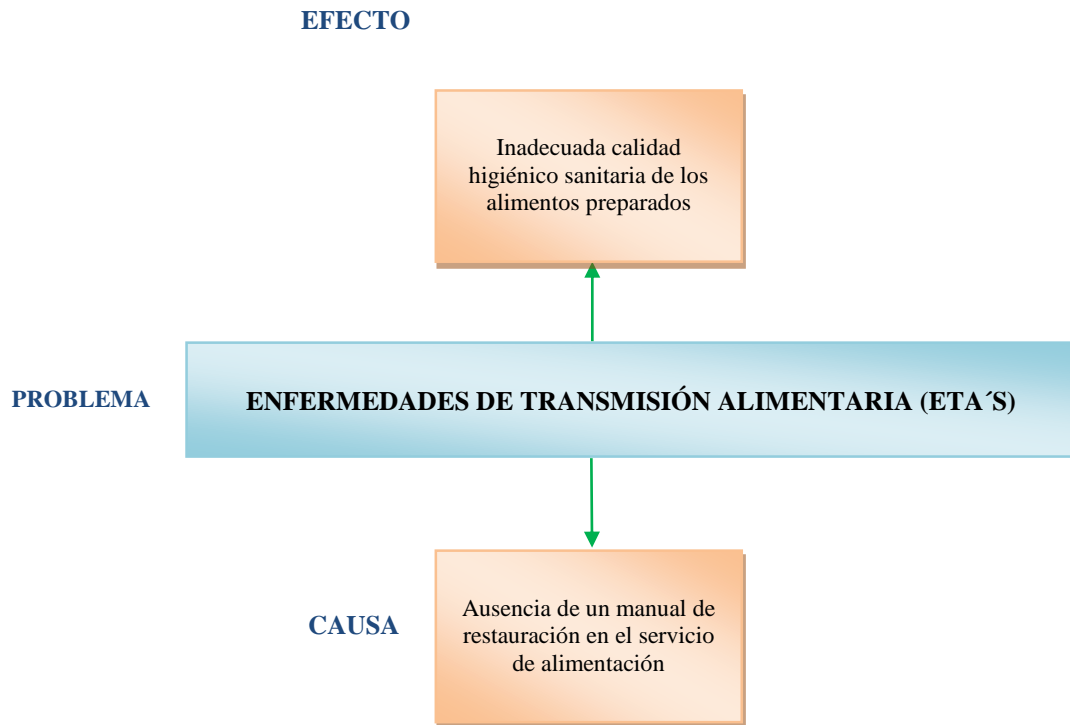 EFECTO
Inadecuada calidad
higiénico sanitaria de los
alimentos preparados
PROBLEMA
ENFERMEDADES DE TRANSMISIÓN ALIMENTARIA (ETA´S)
CAUSA
Ausencia de un manual de
restauración en el servicio
de alimentación